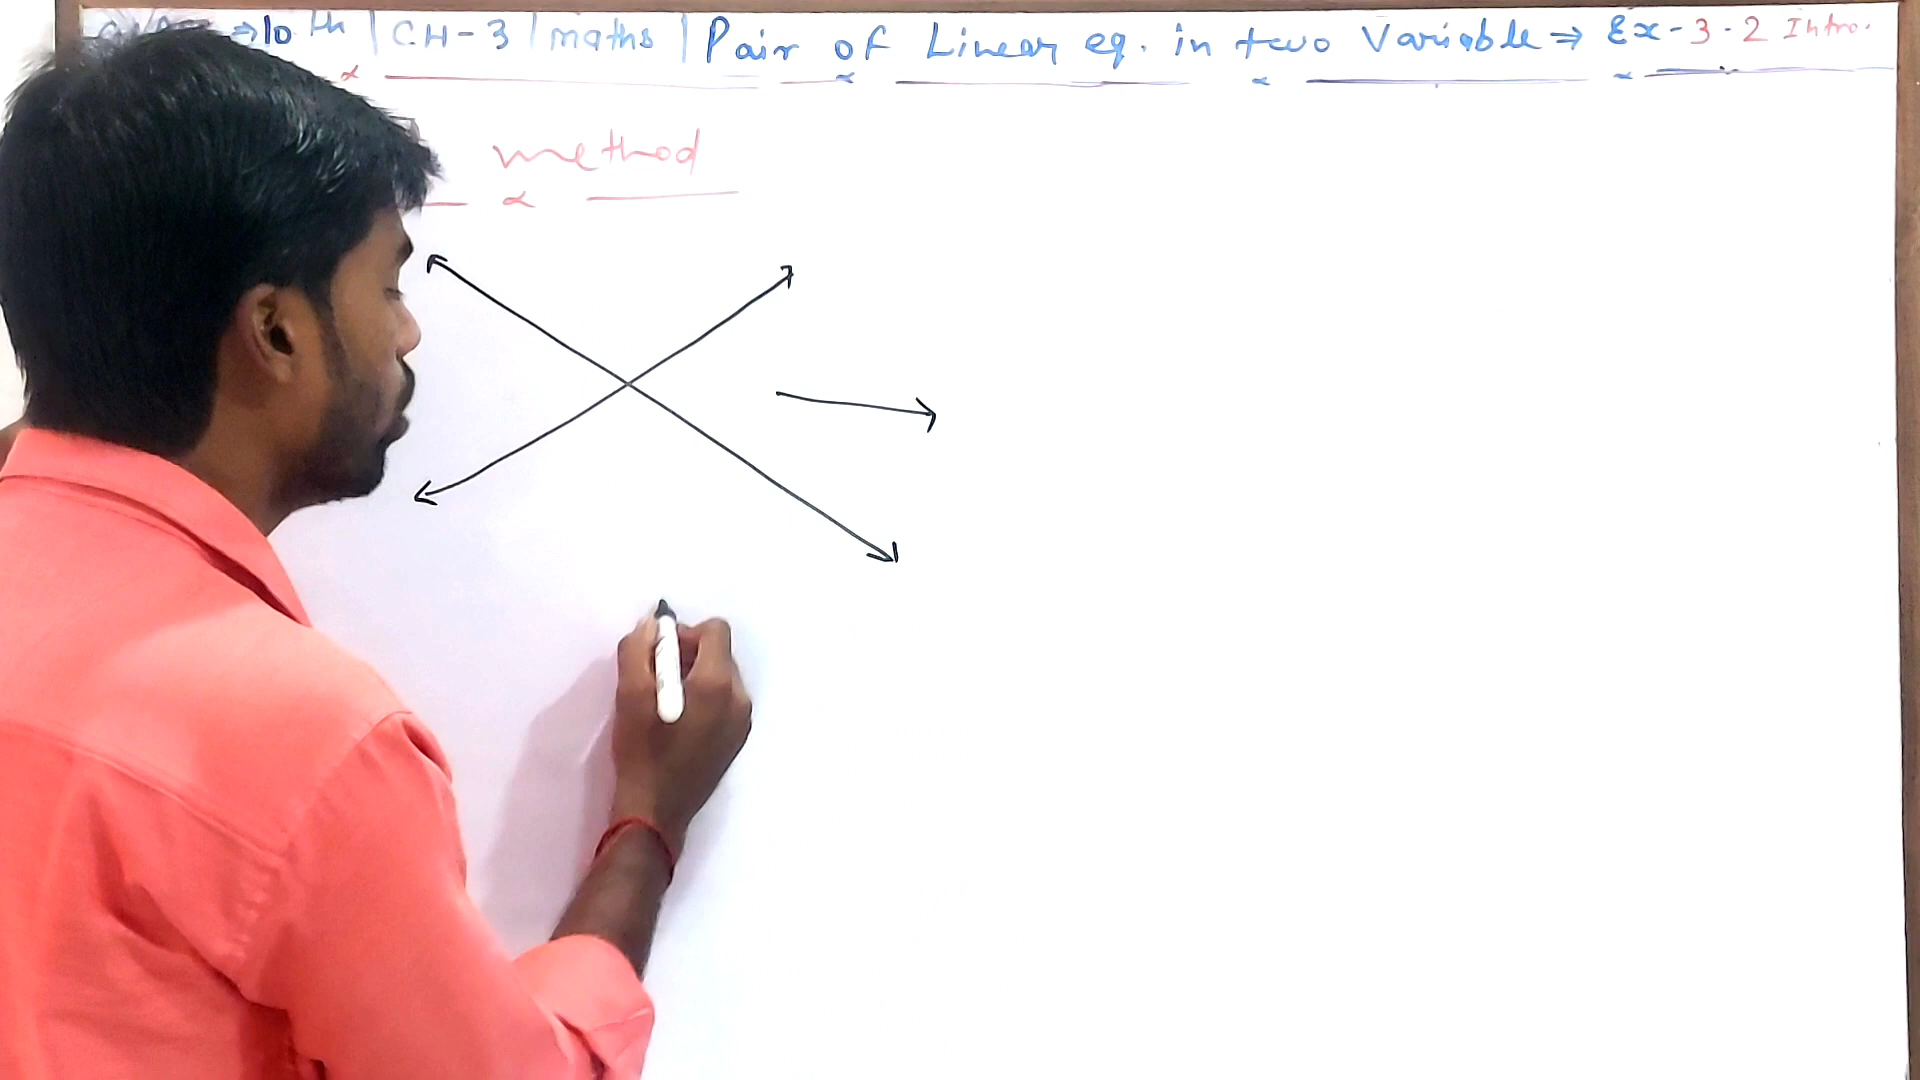 ⇒10th | CH-3 | maths | Pair of Linear eq. in two Variable ⇒ Ex-3.2 Intro.
method